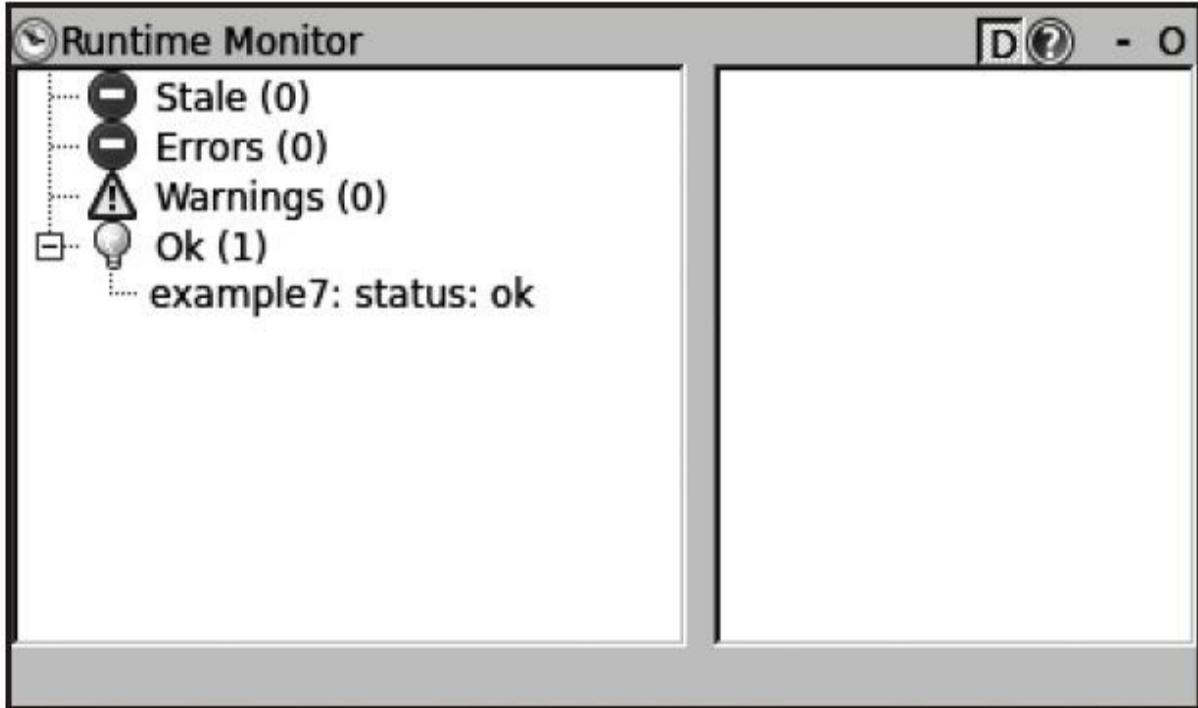 Runtime Monitor D ? - O
Stale (0)
Errors (0)
Warnings (0)
Ok (1)
example7: status: ok